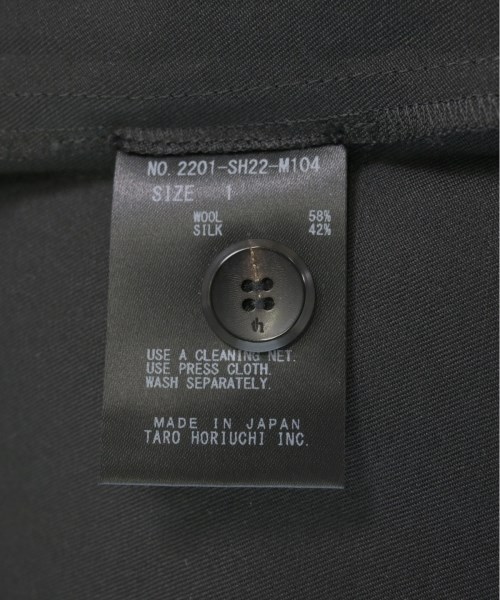 NO. 2201-SH22-M104
SIZE 1
WOOL 58%
SILK 42%
USE A CLEANING NET.
USE PRESS CLOTH.
WASH SEPARATELY.
MADE IN JAPAN
TARO HORIUCHI INC.